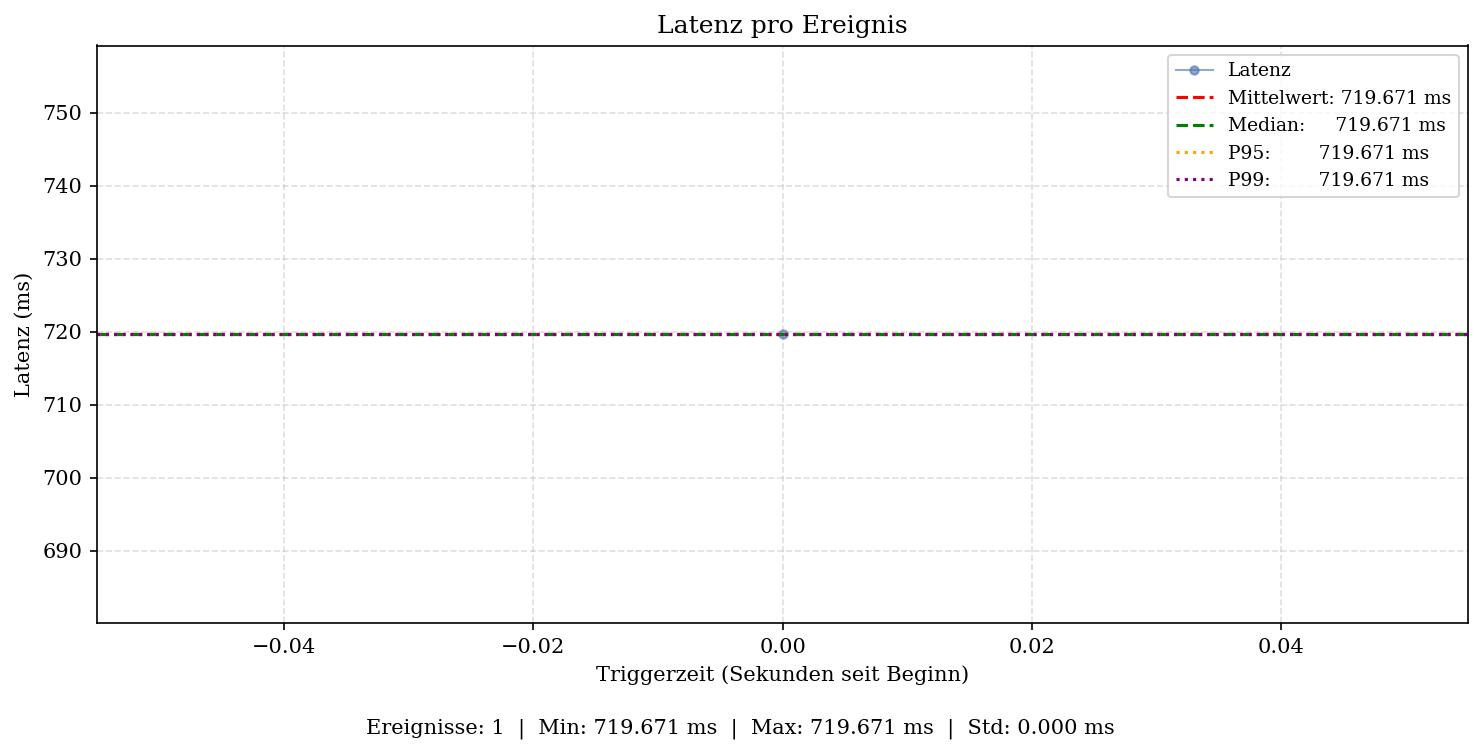 Latenz pro Ereignis
Latenz
Mittelwert: 719.671 ms
Median: 719.671 ms
P95: 719.671 ms
P99: 719.671 ms
Latenz (ms)
750
740
730
720
710
700
690
−0.04 −0.02 0.00 0.02 0.04
Triggerzeit (Sekunden seit Beginn)
Ereignisse: 1 | Min: 719.671 ms | Max: 719.671 ms | Std: 0.000 ms